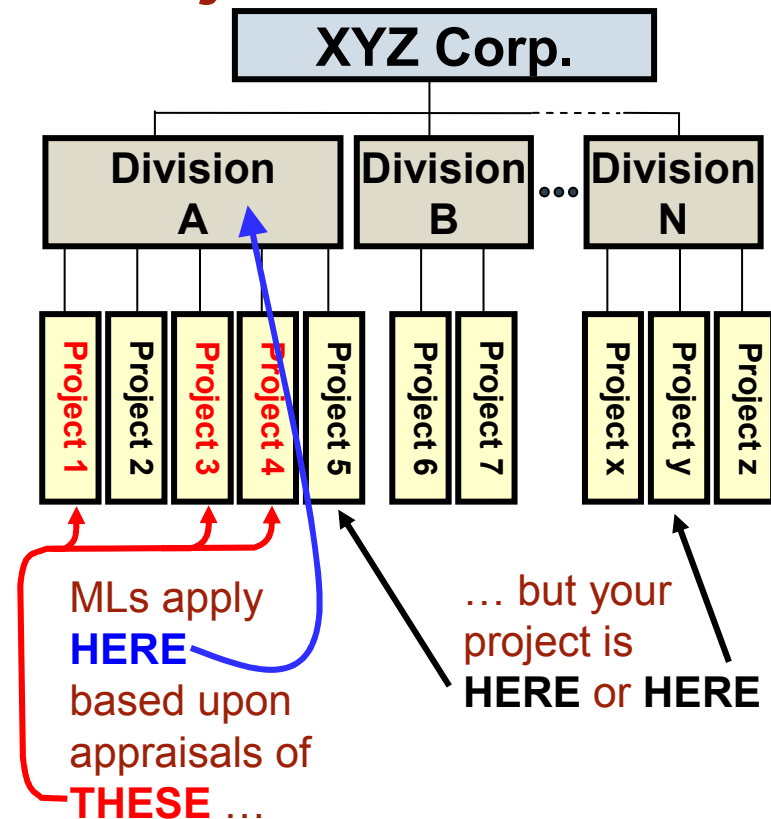 XYZ Corp.
Division
A
Division
B
Division
N
Project 1
Project 2
Project 3
Project 4
Project 5
Project 6
Project 7
Project x
Project y
Project z
MLs apply
HERE
based upon
appraisals of
THESE …
… but your
project is
HERE or HERE